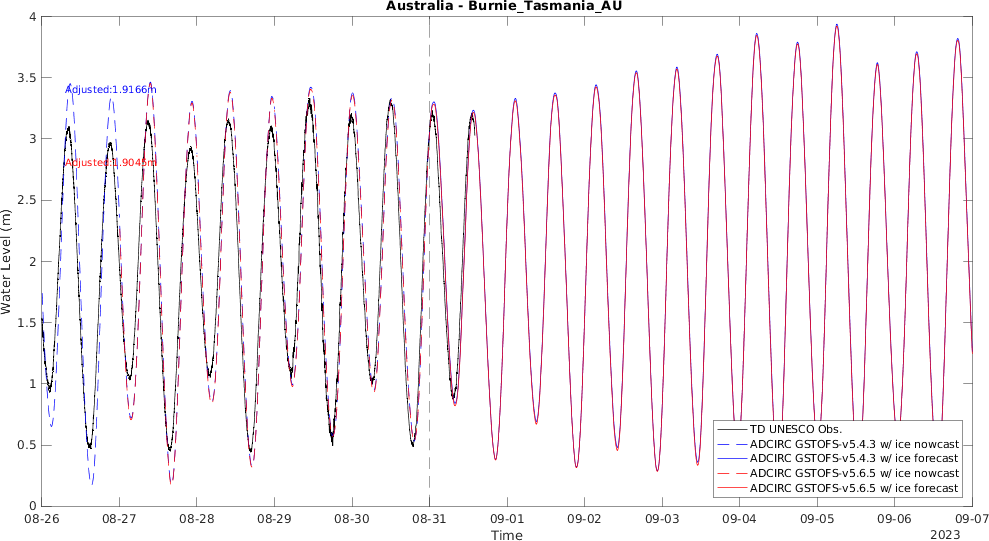 Australia - Burnie_Tasmania_AU
Water Level (m)
4
3.5
3
2.5
2
1.5
1
0.5
0
Adjusted:1.9166m
Adjusted:1.9045m
TD UNESCO Obs.
ADCIRC GSTOFS-v5.4.3 w/ ice nowcast
ADCIRC GSTOFS-v5.4.3 w/ ice forecast
ADCIRC GSTOFS-v5.6.5 w/ ice nowcast
ADCIRC GSTOFS-v5.6.5 w/ ice forecast
08-26 08-27 08-28 08-29 08-30 08-31 09-01 09-02 09-03 09-04 09-05 09-06 09-07
Time
2023